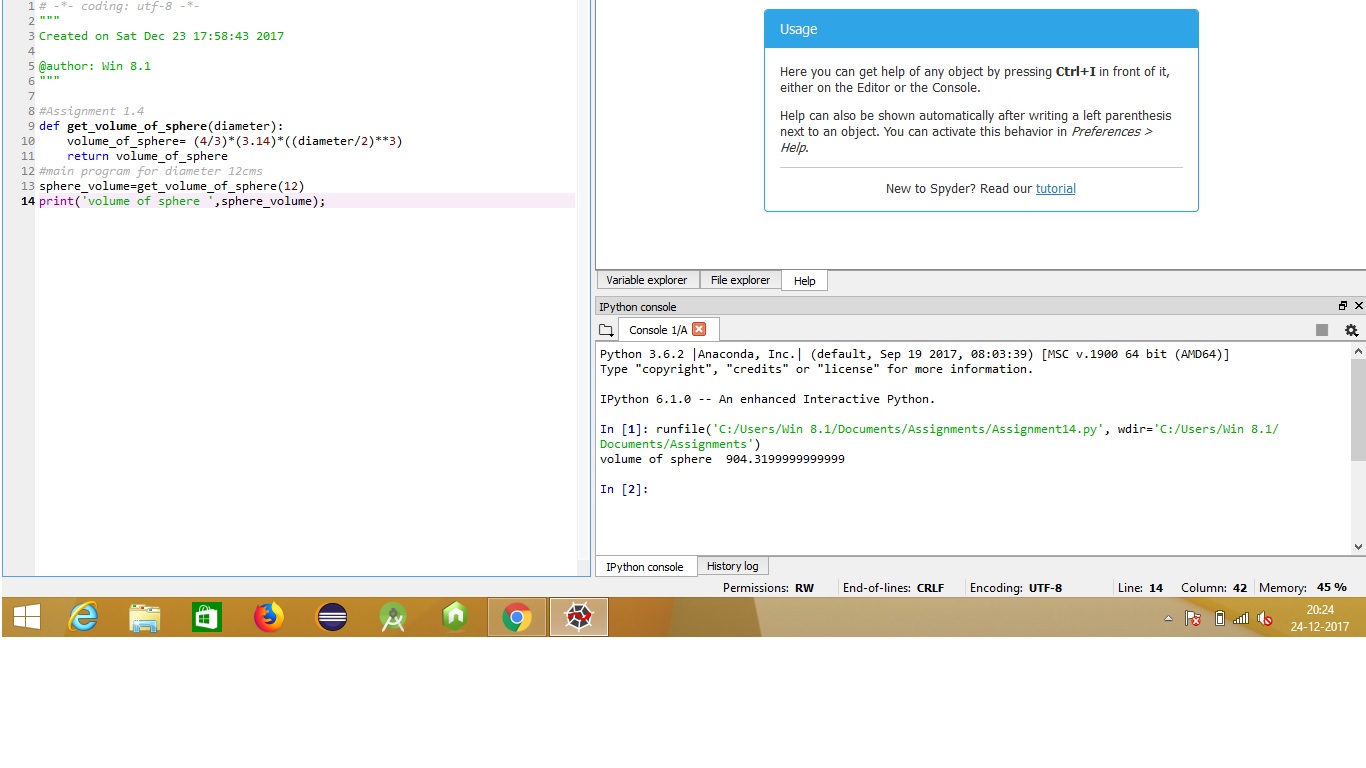 1 # -*- coding: utf-8 -*-
2 """
3 Created on Sat Dec 23 17:58:43 2017
4
5 @author: Win 8.1
6 """
7
8 #Assignment 1.4
9 def get_volume_of_sphere(diameter):
10     volume_of_sphere= (4/3)*(3.14)*((diameter/2)**3)
11     return volume_of_sphere
12 #main program for diameter 12cms
13 sphere_volume=get_volume_of_sphere(12)
14 print('volume of sphere ',sphere_volume);
Usage
Here you can get help of any object by pressing Ctrl+I in front of it,
either on the Editor or the Console.
Help can also be shown automatically after writing a left parenthesis
next to an object. You can activate this behavior in Preferences >
Help.
New to Spyder? Read our tutorial
Variable explorer File explorer Help
IPython console
Console 1/A
Python 3.6.2 |Anaconda, Inc.| (default, Sep 19 2017, 08:03:39) [MSC v.1900 64 bit (AMD64)]
Type "copyright", "credits" or "license" for more information.
IPython 6.1.0 -- An enhanced Interactive Python.
In [1]: runfile('C:/Users/Win 8.1/Documents/Assignments/Assignment14.py', wdir='C:/Users/Win 8.1/
Documents/Assignments')
volume of sphere  904.3199999999999
In [2]:
IPython console History log
Permissions: RW End-of-lines: CRLF Encoding: UTF-8 Line: 14 Column: 42 Memory: 45 %
20:24
24-12-2017